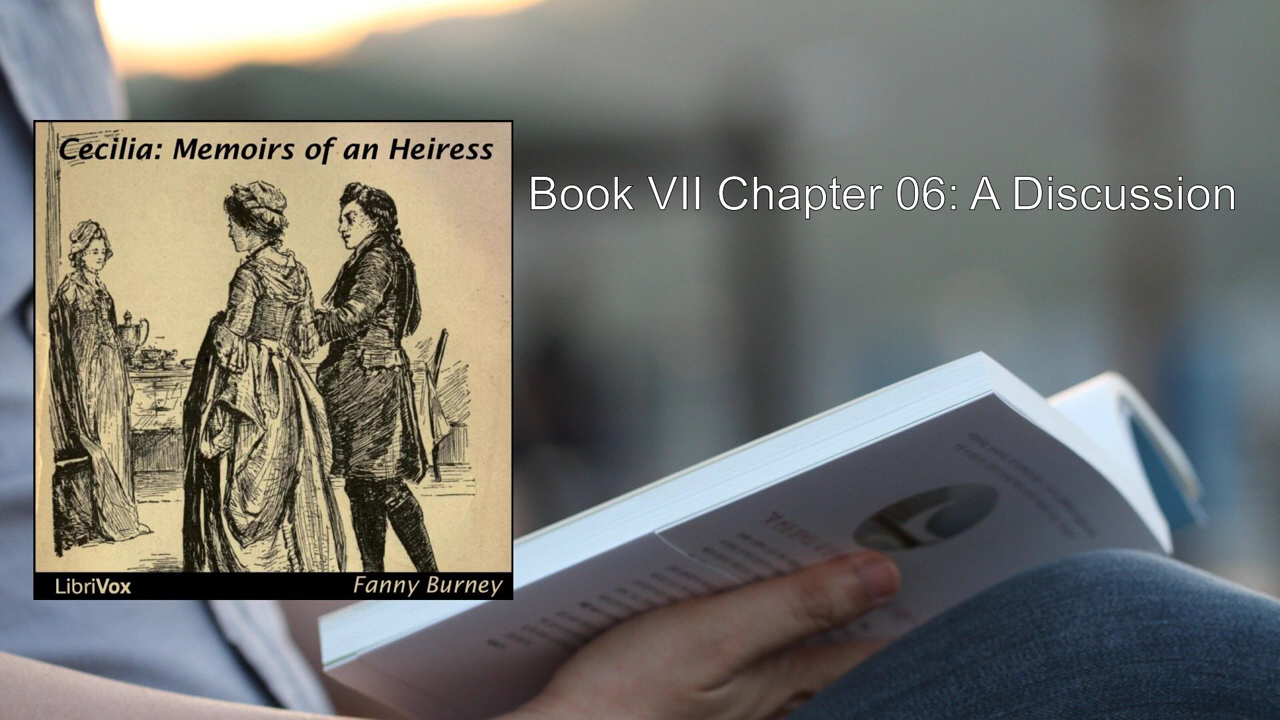 Cecilia: Memoirs of an Heiress
Book VII Chapter 06: A Discussion
LibriVox
Fanny Burney